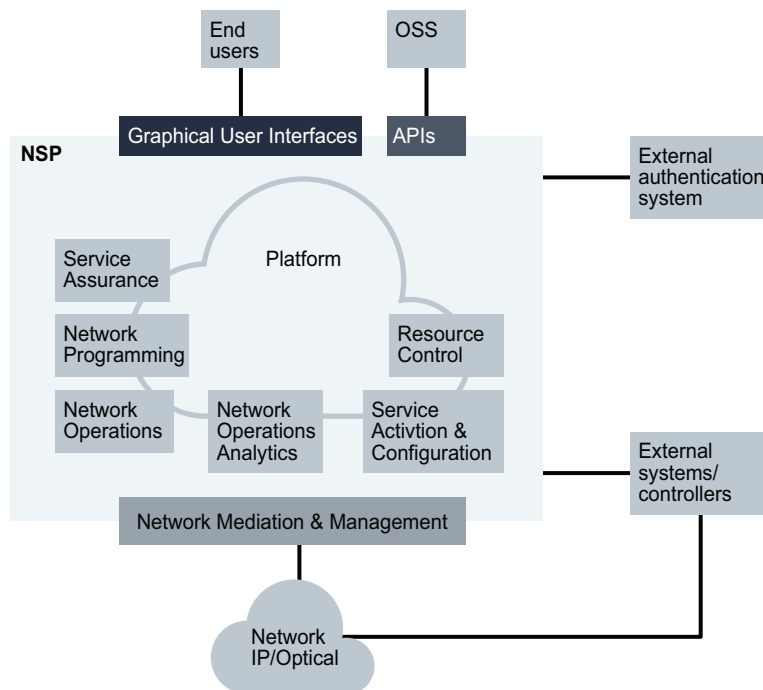 End
users
OSS
Graphical User Interfaces
APIs
NSP
External
authentication
system
Platform
Service
Assurance
Network
Programming
Resource
Control
Network
Operations
Network
Operations
Analytics
Service
Activtion &
Configuration
External
systems/
controllers
Network Mediation & Management
Network
IP/Optical